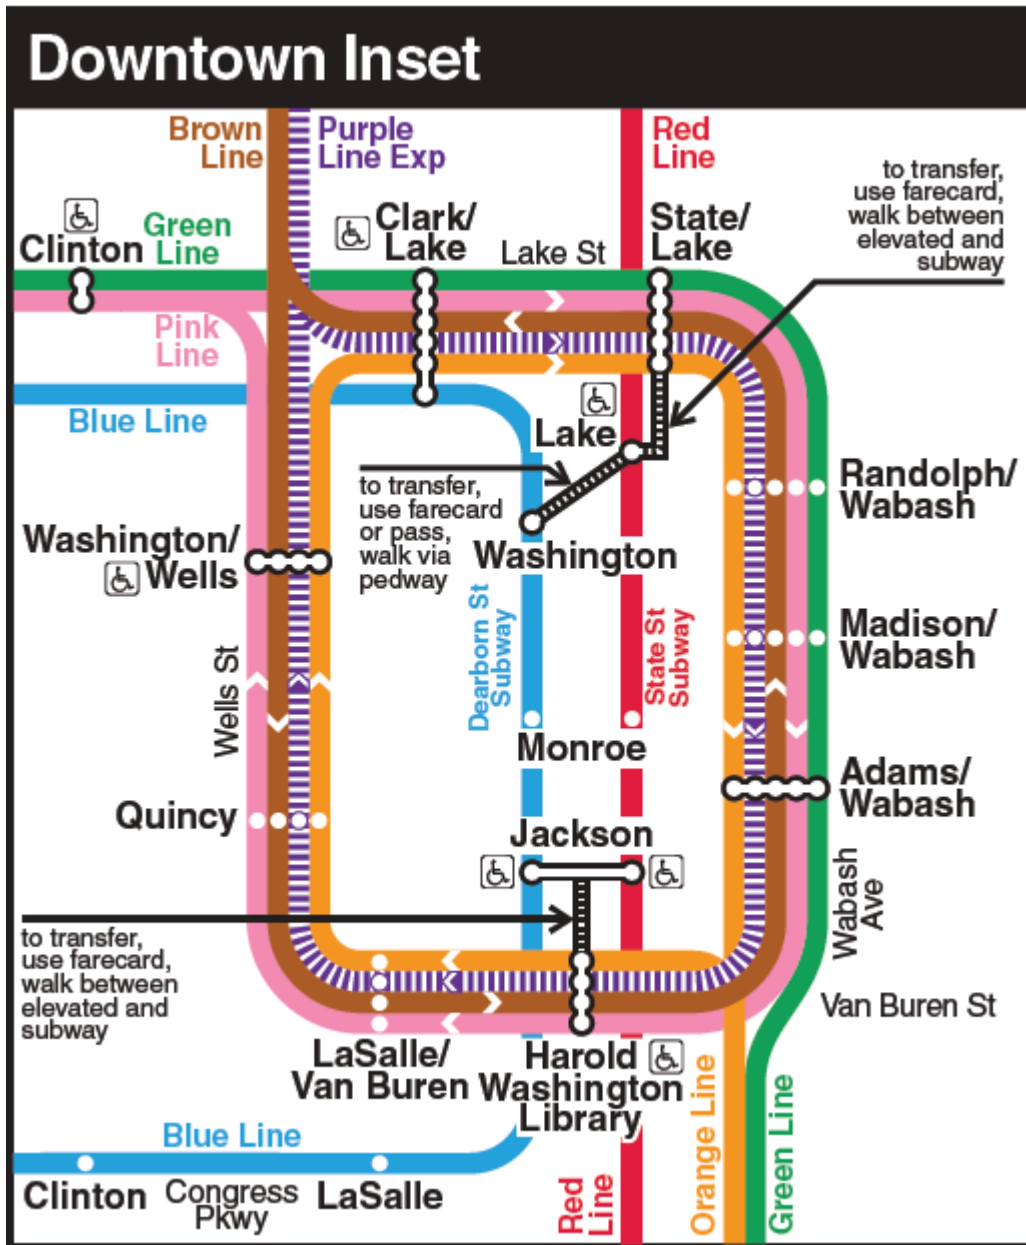 Downtown Inset
Brown
Line
Purple
Line Exp
Red
Line
to transfer,
use farecard,
walk between
elevated and
subway
Clinton
Green
Line
Clark/
Lake
Lake St
State/
Lake
Pink
Line
Blue Line
Lake
to transfer,
use farecard
or pass,
walk via
pedway
Washington
Randolph/
Wabash
Washington/
Wells
Dearborn St
Subway
State St
Subway
Madison/
Wabash
Wells St
Monroe
Adams/
Wabash
Quincy
Jackson
Wabash
Ave
to transfer,
use farecard,
walk between
elevated and
subway
Van Buren St
LaSalle/
Van Buren
Harold
Washington
Library
Orange Line
Green Line
Blue Line
Clinton
Congress
Pkwy
LaSalle
Red
Line